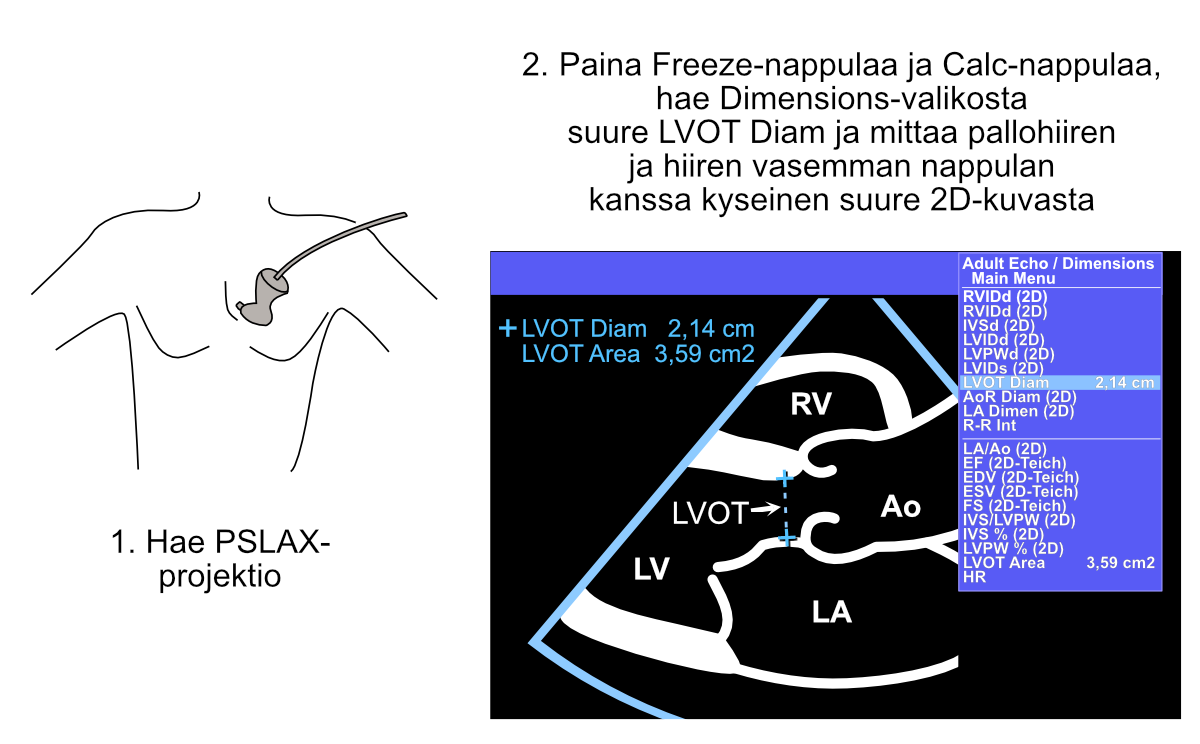 2. Paina Freeze-nappulaa ja Calc-nappulaa,
hae Dimensions-valikosta
suure LVOT Diam ja mittaa pallohiiren
ja hiiren vasemman nappulan
kanssa kyseinen suure 2D-kuvasta
1. Hae PSLAX-
projektio
+LVOT Diam 2,14 cm
LVOT Area 3,59 cm2
RV
LVOT
Ao
LV
LA
Adult Echo / Dimensions
Main Menu
RVIDd (2D)
RVIDd (2D)
IVSd (2D)
LVIDd (2D)
LVPWd (2D)
LVIDs (2D)
LVOT Diam 2,14 cm
AoR Diam (2D)
LA Dimen (2D)
R-R Int
LA/Ao (2D)
EF (2D-Teich)
EDV (2D-Teich)
ESV (2D-Teich)
FS (2D-Teich)
IVS/LVPW (2D)
IVS % (2D)
LVPW % (2D)
LVOT Area 3,59 cm2
HR